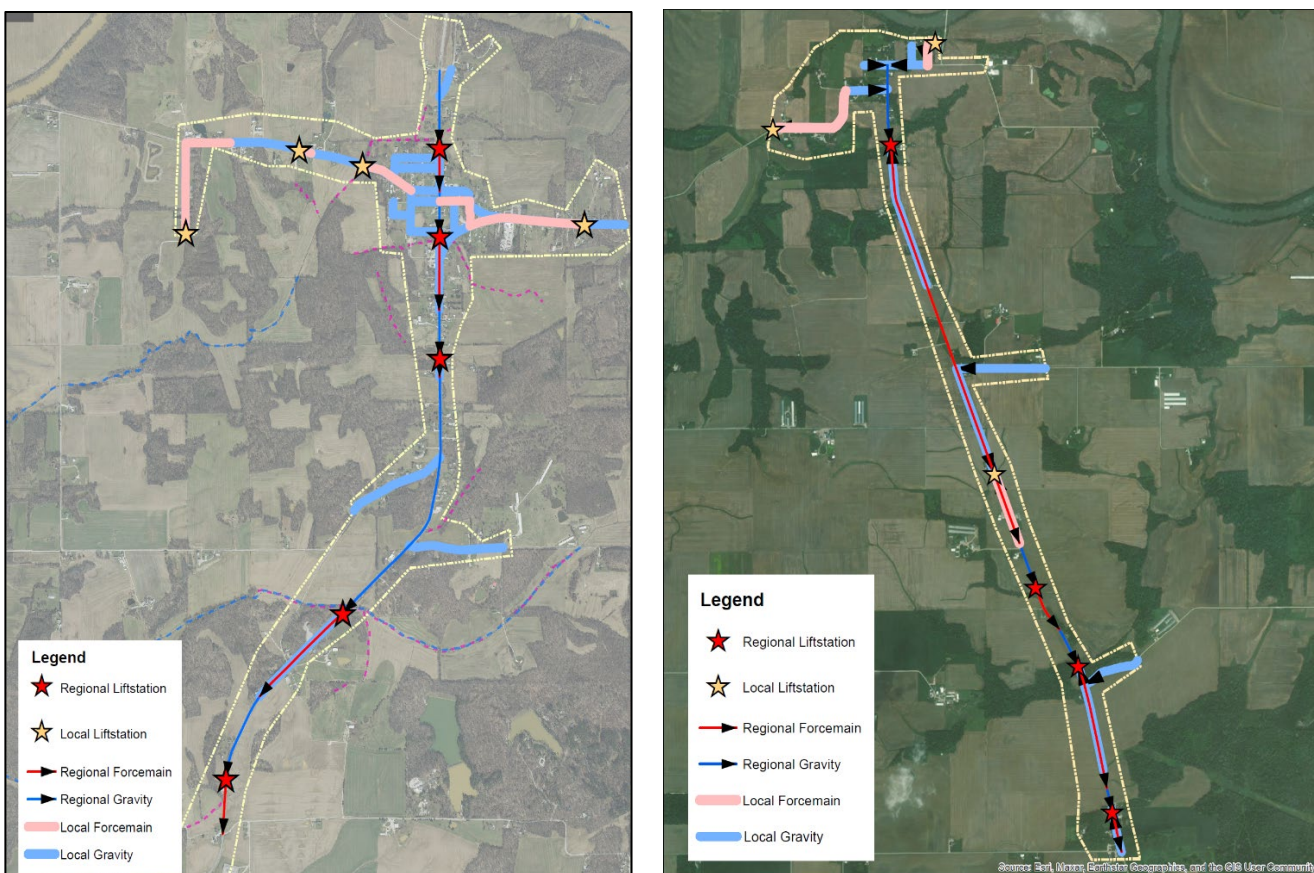 Legend
Regional Liftstation
Local Liftstation
Regional Forcemain
Regional Gravity
Local Forcemain
Local Gravity
Legend
Regional Liftstation
Local Liftstation
Regional Forcemain
Regional Gravity
Local Forcemain
Local Gravity
Source: Esri, Maxar, Earthstar Geographics, and the GIS User Community